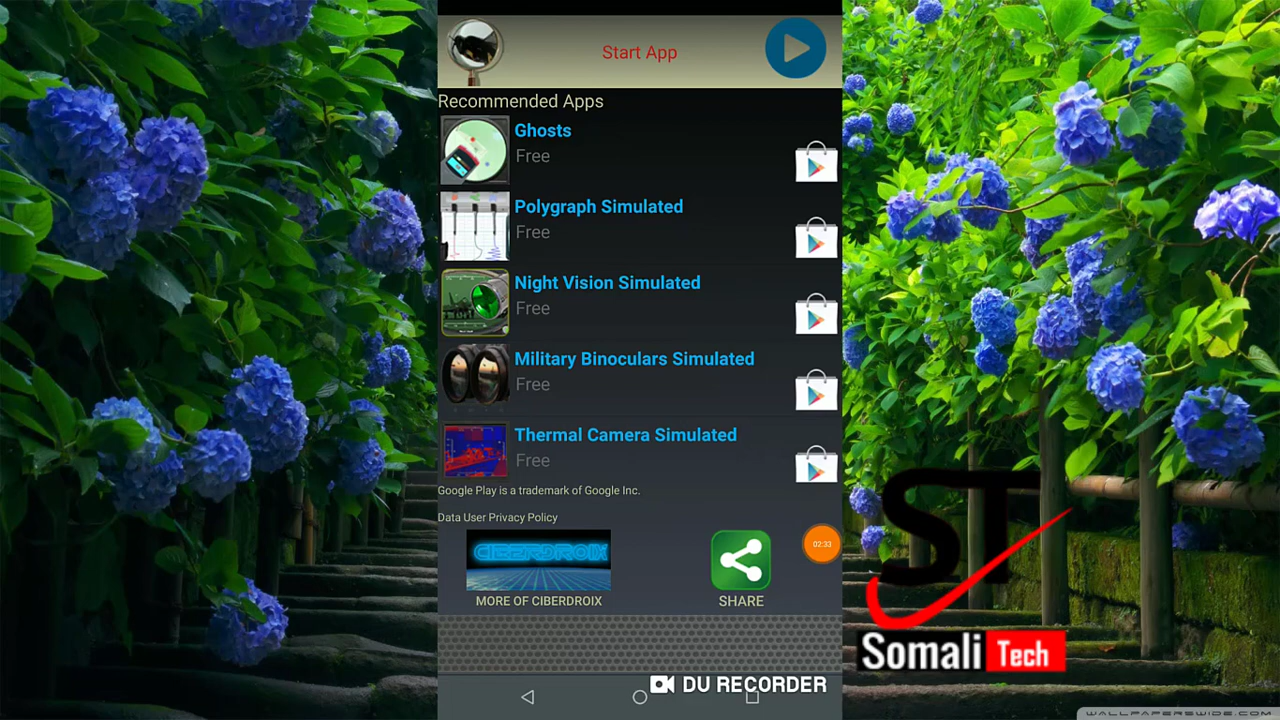 Start App
Recommended Apps
Ghosts
Free
Polygraph Simulated
Free
Night Vision Simulated
Free
Military Binoculars Simulated
Free
Thermal Camera Simulated
Free
Google Play is a trademark of Google Inc.
Data User Privacy Policy
CIBERDROIX
MORE OF CIBERDROIX
SHARE
02:33
DU RECORDER
ST
Somali Tech
WALLPAPERSWIDE.COM